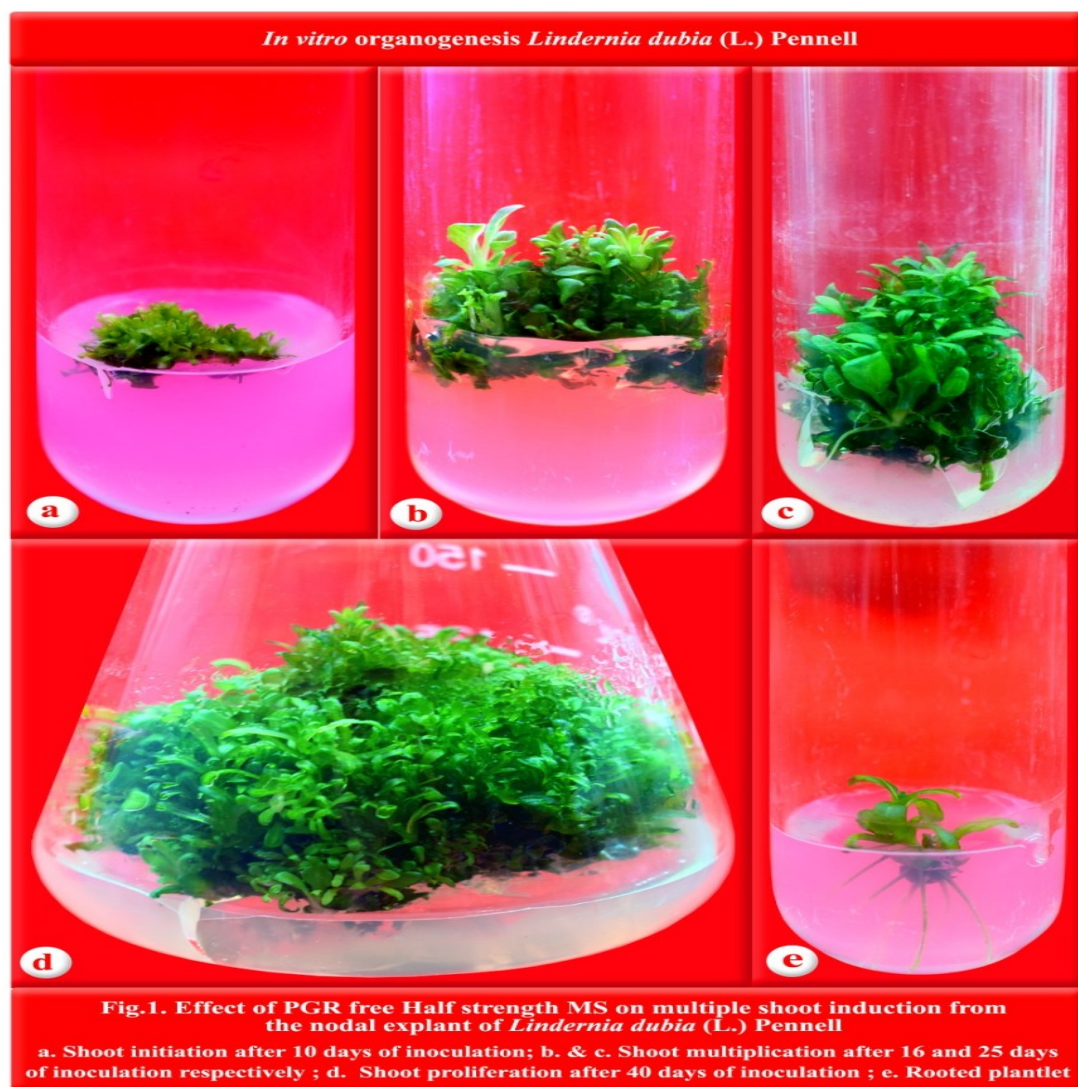 In vitro organogenesis Lindernia dubia (L.) Pennell
a
b
c
150
d
e
Fig.1. Effect of PGR free Half strength MS on multiple shoot induction from
the nodal explant of Lindernia dubia (L.) Pennell
a. Shoot initiation after 10 days of inoculation; b. & c. Shoot multiplication after 16 and 25 days
of inoculation respectively ; d. Shoot proliferation after 40 days of inoculation ; e. Rooted plantlet